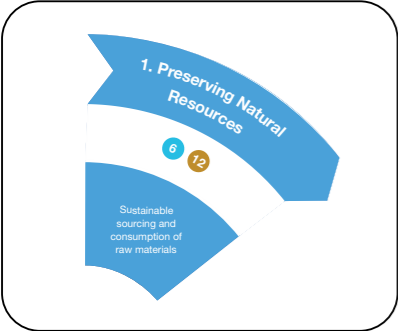 1. Preserving Natural
Resources
6
12
Sustainable
sourcing and
consumption of
raw materials